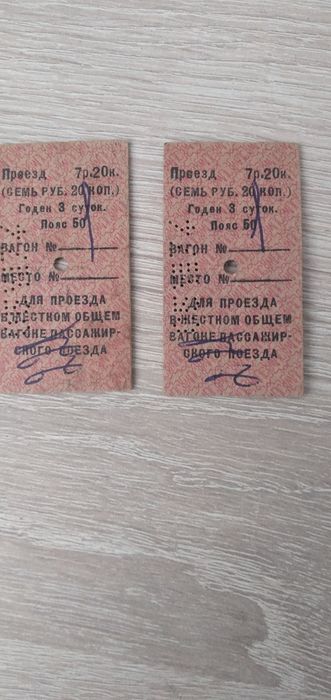 Проезд 7р.20к.
(СЕМЬ РУБ. 20 КОП.)
Годен 3 суток.
Пояс 50
ВАГОН №
МЕСТО №
ДЛЯ ПРОЕЗДА
В ЖЕСТКОМ ОБЩЕМ
ВАГОНЕ ПАССАЖИР-
СКОГО ПОЕЗДА
Проезд 7р.20к.
(СЕМЬ РУБ. 20 КОП.)
Годен 3 суток.
Пояс 50
ВАГОН №
МЕСТО №
ДЛЯ ПРОЕЗДА
В ЖЕСТКОМ ОБЩЕМ
ВАГОНЕ ПАССАЖИР-
СКОГО ПОЕЗДА